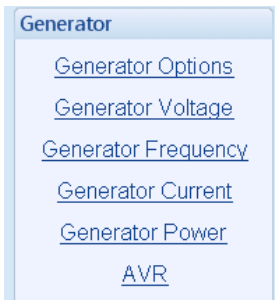 Generator
Generator Options
Generator Voltage
Generator Frequency
Generator Current
Generator Power
AVR